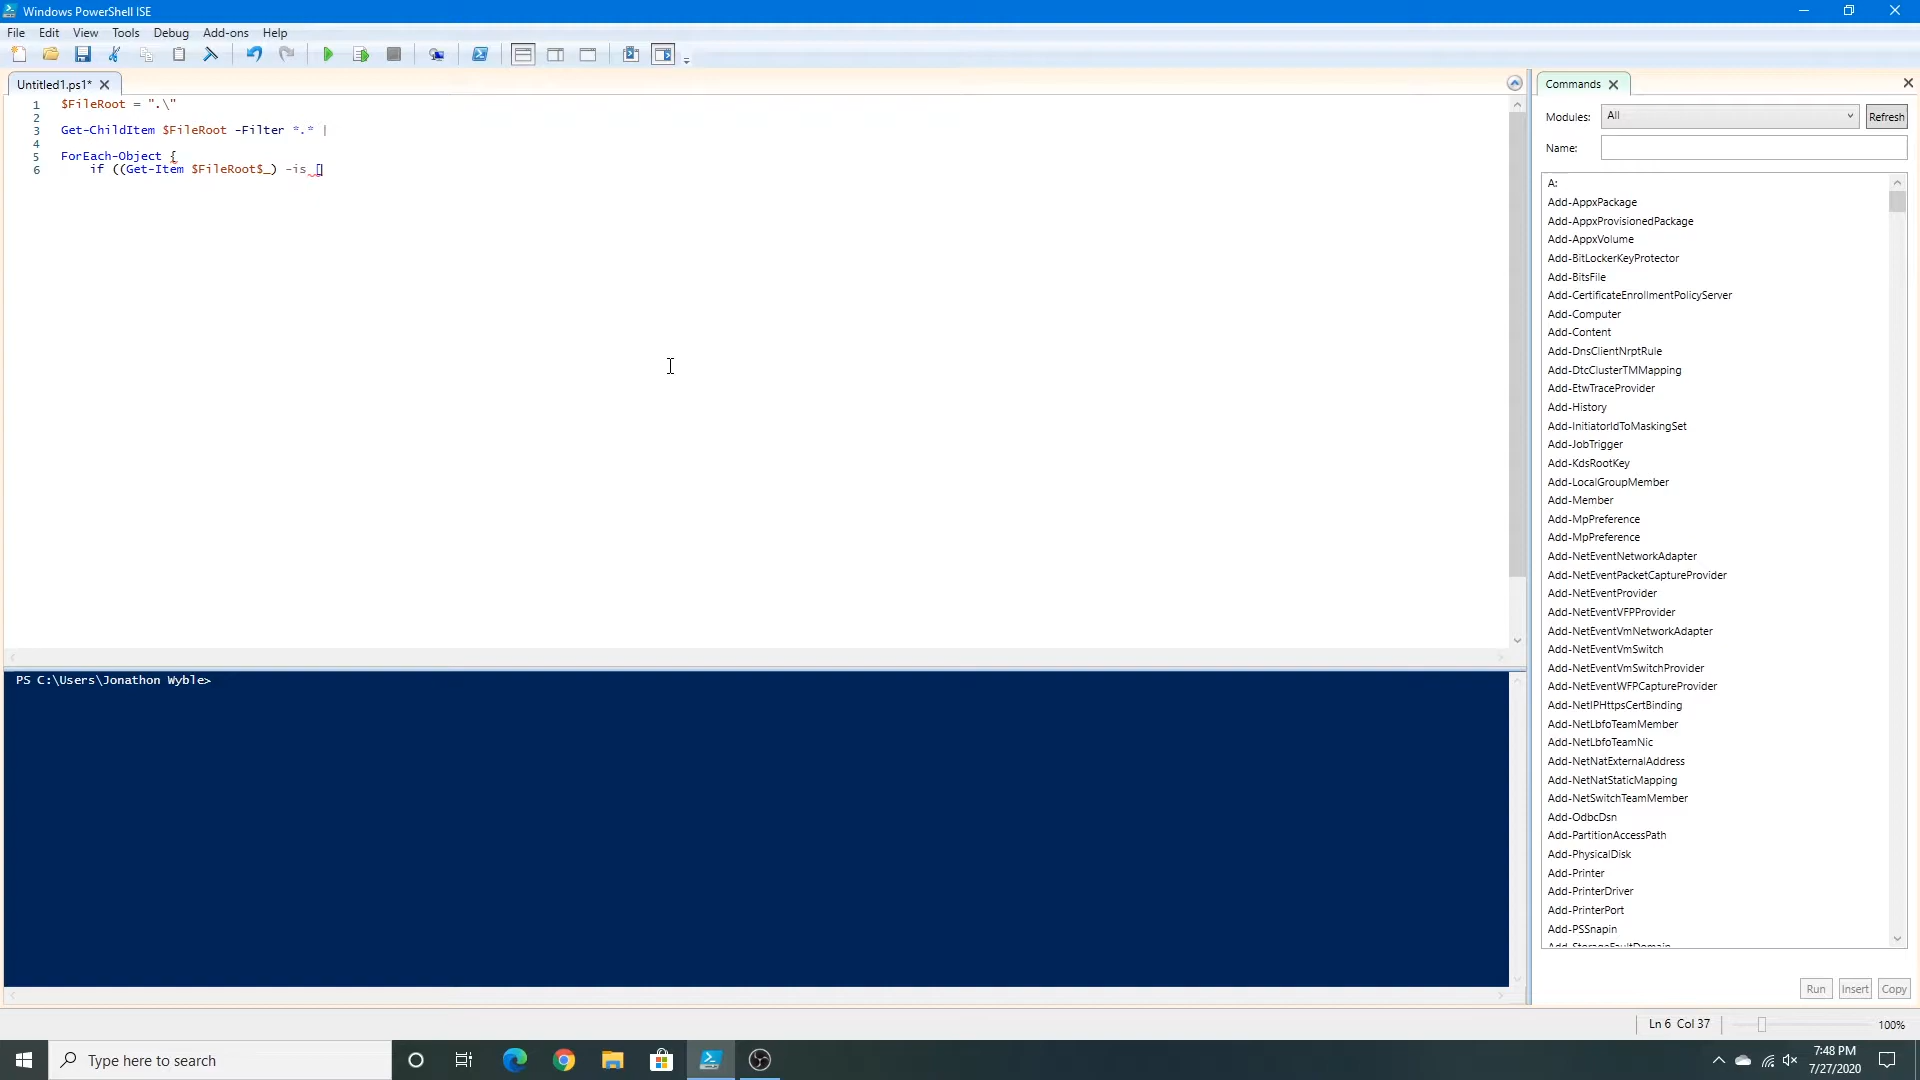 Windows PowerShell ISE
File Edit View Tools Debug Add-ons Help
Untitled1.ps1*
1 $FileRoot = ".\"
2
3 Get-ChildItem $FileRoot -Filter *.* |
4
5 ForEach-Object {
6 if ((Get-Item $FileRoot$_) -is []
PS C:\Users\Jonathon Wyble>
Commands
Modules: All Refresh
Name:
A:
Add-AppxPackage
Add-AppxProvisionedPackage
Add-AppxVolume
Add-BitLockerKeyProtector
Add-BitsFile
Add-CertificateEnrollmentPolicyServer
Add-Computer
Add-Content
Add-DnsClientNrptRule
Add-DtcClusterTMMapping
Add-EtwTraceProvider
Add-History
Add-InitiatorIdToMaskingSet
Add-JobTrigger
Add-KdsRootKey
Add-LocalGroupMember
Add-Member
Add-MpPreference
Add-MpPreference
Add-NetEventNetworkAdapter
Add-NetEventPacketCaptureProvider
Add-NetEventProvider
Add-NetEventVFPProvider
Add-NetEventVmNetworkAdapter
Add-NetEventVmSwitch
Add-NetEventVmSwitchProvider
Add-NetEventWFPCaptureProvider
Add-NetIPHttpsCertBinding
Add-NetLbfoTeamMember
Add-NetLbfoTeamNic
Add-NetNatExternalAddress
Add-NetNatStaticMapping
Add-NetSwitchTeamMember
Add-OdbcDsn
Add-PartitionAccessPath
Add-PhysicalDisk
Add-Printer
Add-PrinterDriver
Add-PrinterPort
Add-PSSnapin
Add-StorageFaultDomain
Run Insert Copy
Ln 6 Col 37 100%
Type here to search
7:48 PM
7/27/2020